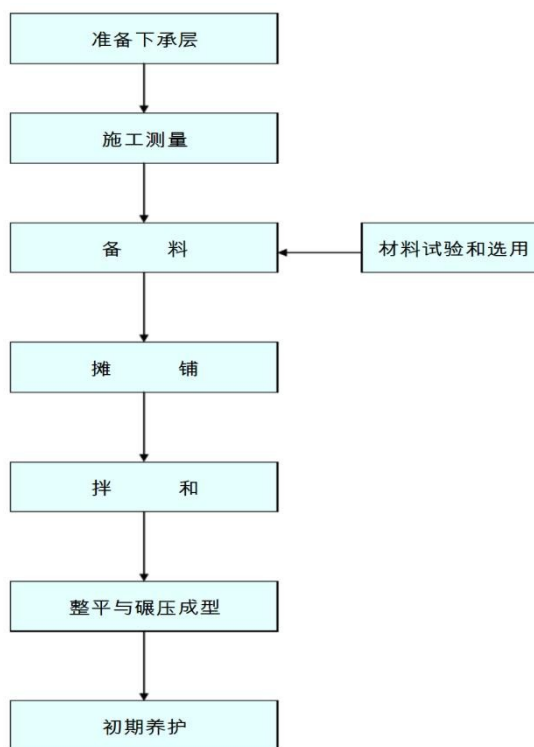 准备下承层
施工测量
备 料
材料试验和选用
摊 铺
拌 和
整平与碾压成型
初期养护